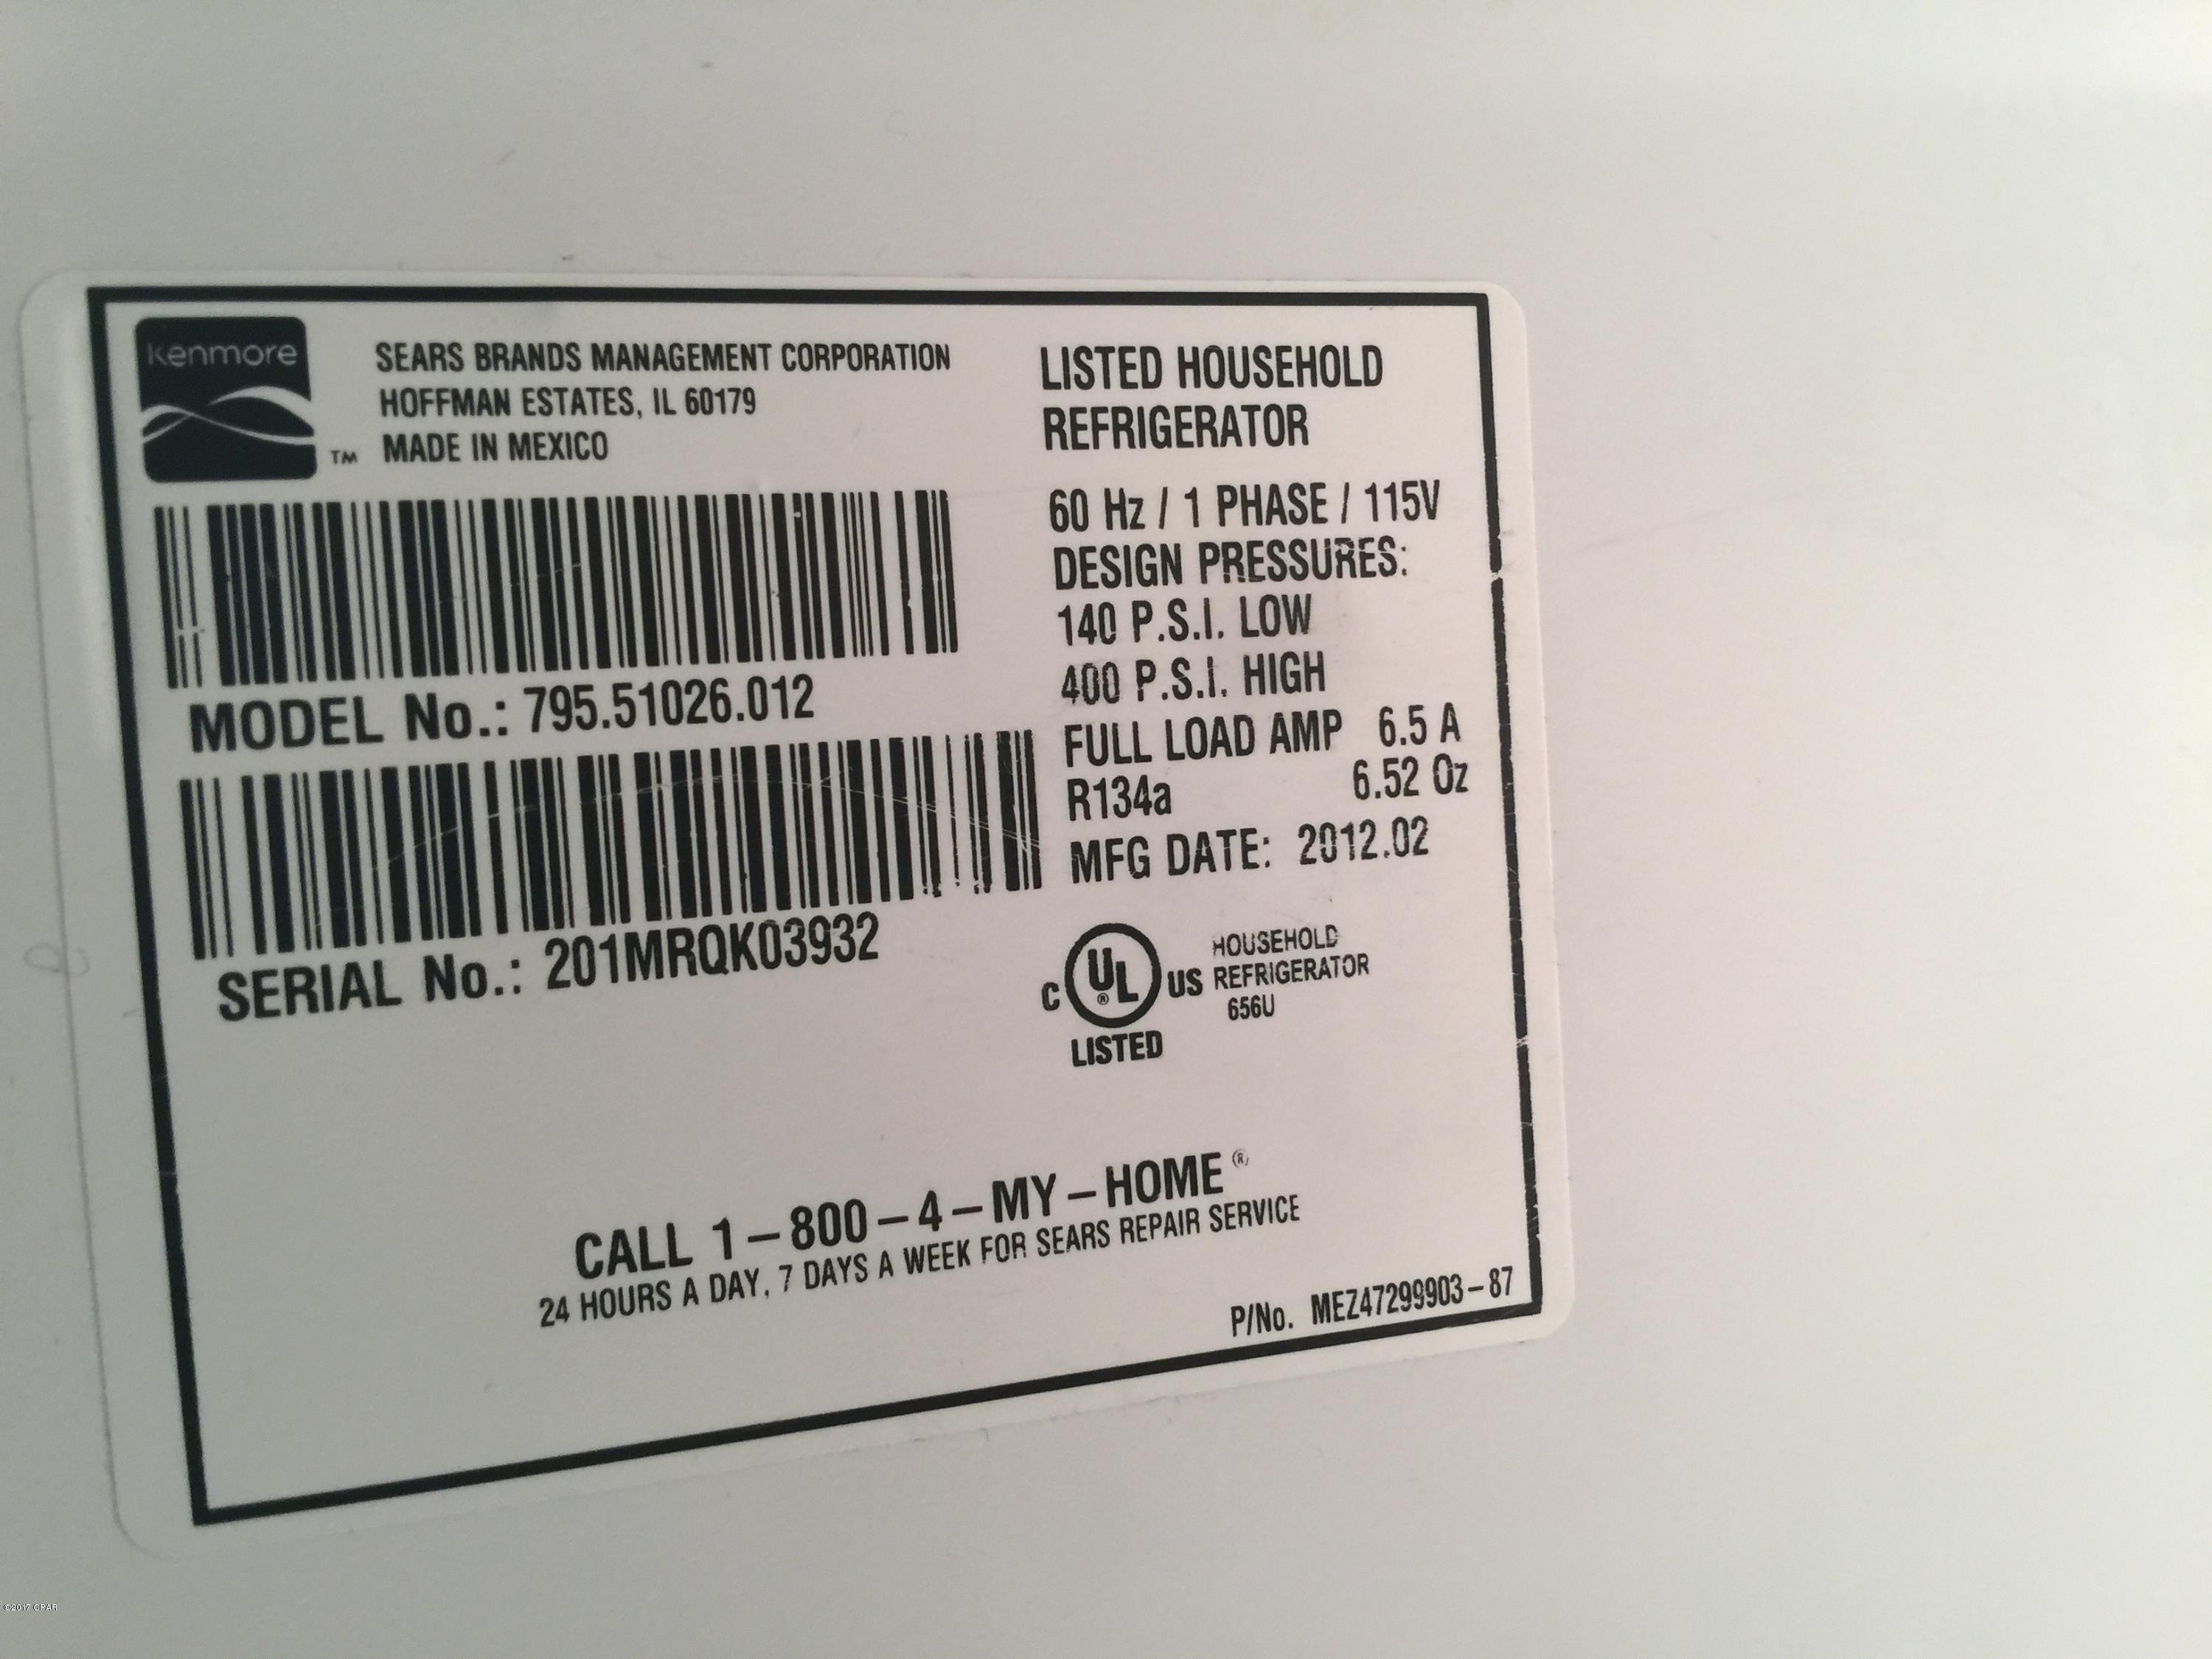 kenmore
TM
SEARS BRANDS MANAGEMENT CORPORATION
HOFFMAN ESTATES, IL 60179
MADE IN MEXICO
MODEL No.: 795.51026.012
SERIAL No.: 201MRQK03932
LISTED HOUSEHOLD
REFRIGERATOR
60 Hz / 1 PHASE / 115V
DESIGN PRESSURES:
140 P.S.I. LOW
400 P.S.I. HIGH
FULL LOAD AMP 6.5 A
R134a 6.52 Oz
MFG DATE: 2012.02
C UL ® US
LISTED
HOUSEHOLD
REFRIGERATOR
656U
CALL 1-800-4-MY-HOME®
24 HOURS A DAY, 7 DAYS A WEEK FOR SEARS REPAIR SERVICE
P/No. MEZ47299903-87
©2017 CPAR